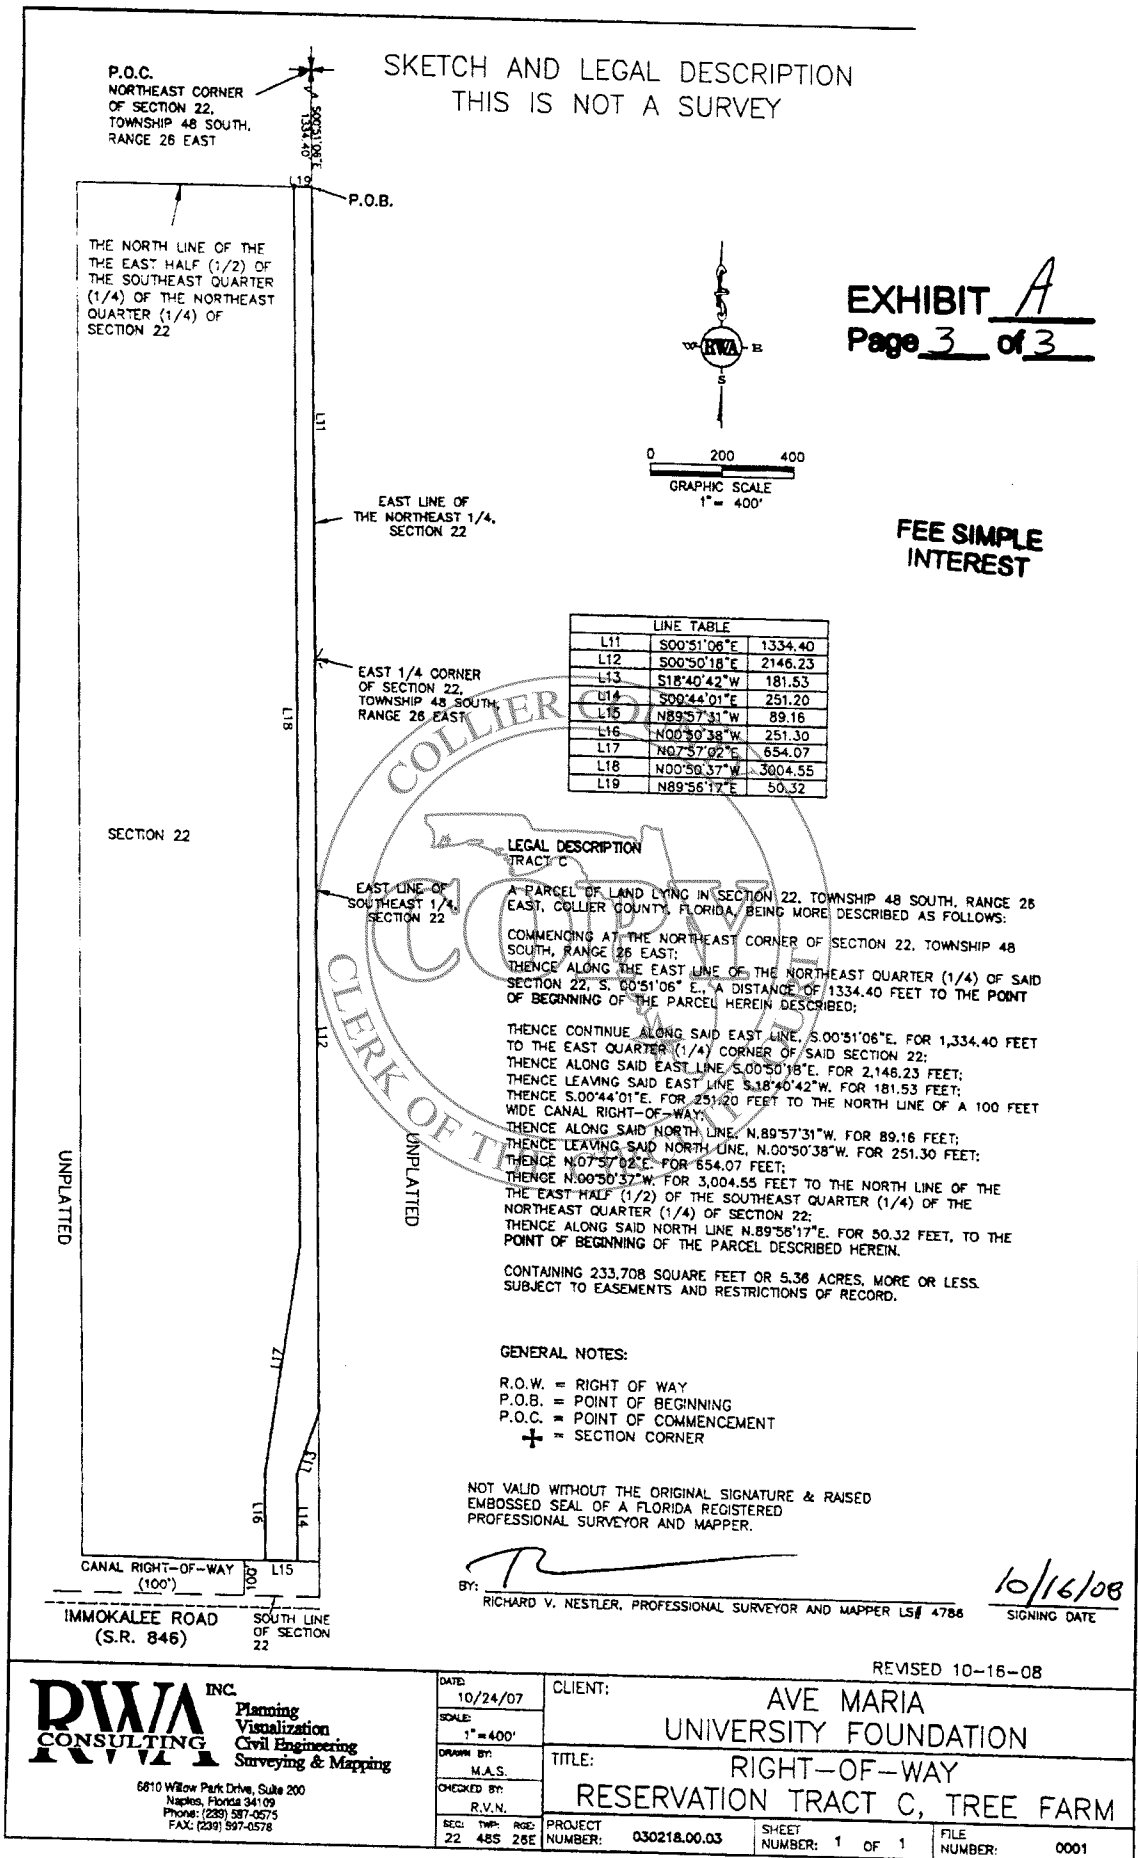 SKETCH AND LEGAL DESCRIPTION
THIS IS NOT A SURVEY
P.O.C.
NORTHEAST CORNER
OF SECTION 22,
TOWNSHIP 48 SOUTH,
RANGE 26 EAST
S00°51'06"E
1334.40'
L19
P.O.B.
THE NORTH LINE OF THE
THE EAST HALF (1/2) OF
THE SOUTHEAST QUARTER
(1/4) OF THE NORTHEAST
QUARTER (1/4) OF
SECTION 22
W RWA E
S
EXHIBIT A
Page 3 of 3
0 200 400
GRAPHIC SCALE
1"= 400'
L11
EAST LINE OF
THE NORTHEAST 1/4,
SECTION 22
FEE SIMPLE
INTEREST
LINE TABLE
L11 S00°51'06"E 1334.40
L12 S00°50'18"E 2146.23
L13 S18°40'42"W 181.53
L14 S00°44'01"E 251.20
L15 N89°57'31"W 89.16
L16 N00°50'38"W 251.30
L17 N07°57'02"E 654.07
L18 N00°50'37"W 3004.55
L19 N89°56'17"E 50.32
EAST 1/4 CORNER
OF SECTION 22,
TOWNSHIP 48 SOUTH,
RANGE 26 EAST
L18
SECTION 22
EAST LINE OF
SOUTHEAST 1/4,
SECTION 22
L12
COLLIER COUNTY
COPY
CLERK OF THE CIRCUIT COURT
LEGAL DESCRIPTION
TRACT C
A PARCEL OF LAND LYING IN SECTION 22, TOWNSHIP 48 SOUTH, RANGE 26
EAST, COLLIER COUNTY, FLORIDA, BEING MORE DESCRIBED AS FOLLOWS:
COMMENCING AT THE NORTHEAST CORNER OF SECTION 22, TOWNSHIP 48
SOUTH, RANGE 26 EAST;
THENCE ALONG THE EAST LINE OF THE NORTHEAST QUARTER (1/4) OF SAID
SECTION 22, S. 00°51'06" E., A DISTANCE OF 1334.40 FEET TO THE POINT
OF BEGINNING OF THE PARCEL HEREIN DESCRIBED;
THENCE CONTINUE ALONG SAID EAST LINE, S.00°51'06"E. FOR 1,334.40 FEET
TO THE EAST QUARTER (1/4) CORNER OF SAID SECTION 22;
THENCE ALONG SAID EAST LINE S.00°50'18"E. FOR 2,146.23 FEET;
THENCE LEAVING SAID EAST LINE S.18°40'42"W. FOR 181.53 FEET;
THENCE S.00°44'01"E. FOR 251.20 FEET TO THE NORTH LINE OF A 100 FEET
WIDE CANAL RIGHT-OF-WAY;
THENCE ALONG SAID NORTH LINE, N.89°57'31"W. FOR 89.16 FEET;
THENCE LEAVING SAID NORTH LINE, N.00°50'38"W. FOR 251.30 FEET;
THENCE N.07°57'02"E. FOR 654.07 FEET;
THENCE N.00°50'37"W. FOR 3,004.55 FEET TO THE NORTH LINE OF THE
THE EAST HALF (1/2) OF THE SOUTHEAST QUARTER (1/4) OF THE
NORTHEAST QUARTER (1/4) OF SECTION 22;
THENCE ALONG SAID NORTH LINE N.89°56'17"E. FOR 50.32 FEET, TO THE
POINT OF BEGINNING OF THE PARCEL DESCRIBED HEREIN.
CONTAINING 233,708 SQUARE FEET OR 5.36 ACRES, MORE OR LESS.
SUBJECT TO EASEMENTS AND RESTRICTIONS OF RECORD.
UNPLATTED
UNPLATTED
GENERAL NOTES:
R.O.W. = RIGHT OF WAY
P.O.B. = POINT OF BEGINNING
P.O.C. = POINT OF COMMENCEMENT
= SECTION CORNER
L17
L13
L16
L14
NOT VALID WITHOUT THE ORIGINAL SIGNATURE & RAISED
EMBOSSED SEAL OF A FLORIDA REGISTERED
PROFESSIONAL SURVEYOR AND MAPPER.
BY:
RICHARD V. NESTLER, PROFESSIONAL SURVEYOR AND MAPPER LS# 4786
10/16/08
SIGNING DATE
CANAL RIGHT-OF-WAY
(100')
100'
L15
IMMOKALEE ROAD
(S.R. 846)
SOUTH LINE
OF SECTION
22
REVISED 10-16-08
RWA INC.
CONSULTING
Planning
Visualization
Civil Engineering
Surveying & Mapping
6610 Willow Park Drive, Suite 200
Naples, Florida 34109
Phone: (239) 597-0575
FAX: (239) 597-0578
DATE:
10/24/07
SCALE:
1"=400'
DRAWN BY:
M.A.S.
CHECKED BY:
R.V.N.
SEC: TWP: RGE:
22 48S 26E
CLIENT:
AVE MARIA
UNIVERSITY FOUNDATION
TITLE:
RIGHT-OF-WAY
RESERVATION TRACT C, TREE FARM
PROJECT
NUMBER: 030218.00.03
SHEET
NUMBER: 1 OF 1
FILE
NUMBER: 0001